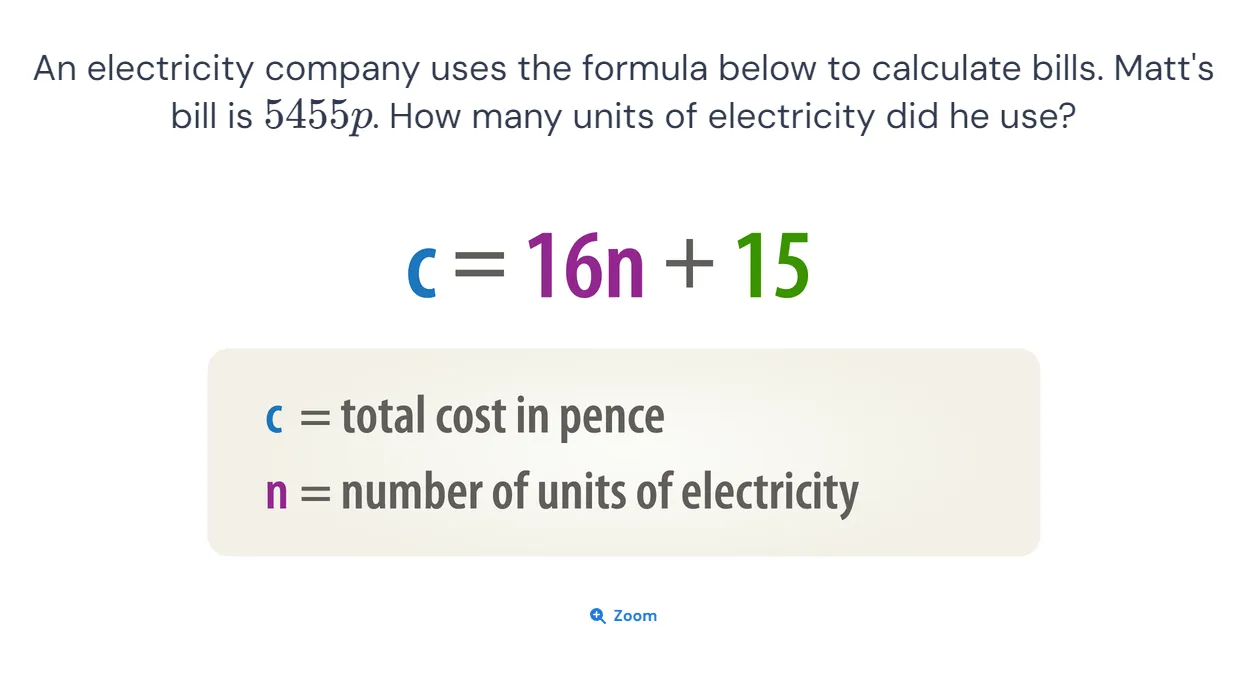 An electricity company uses the formula below to calculate bills. Matt's
bill is 5455p. How many units of electricity did he use?
c = 16n + 15
c = total cost in pence
n = number of units of electricity
Zoom